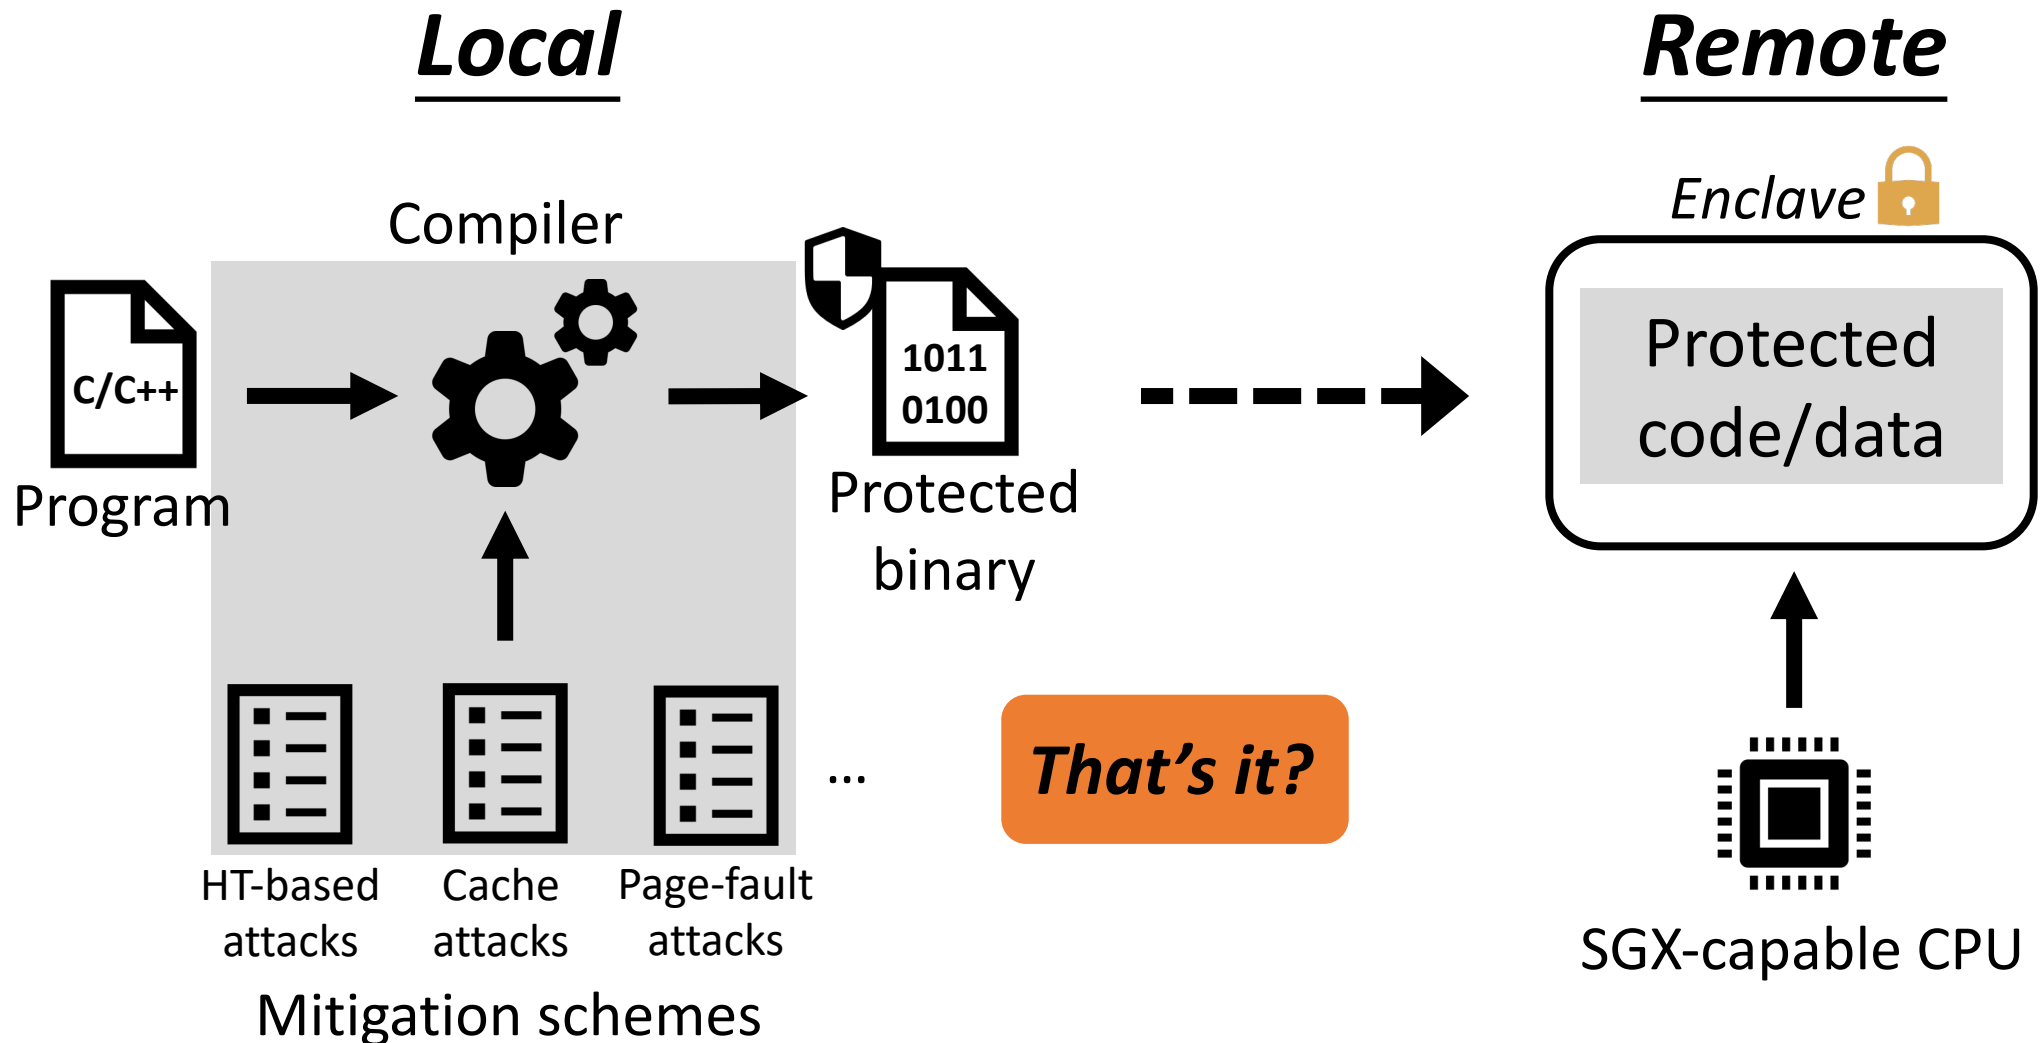 Local
Remote
Compiler
Enclave
C/C++
Program
1011
0100
Protected
binary
Protected
code/data
HT-based
attacks
Cache
attacks
Page-fault
attacks
...
Mitigation schemes
That's it?
SGX-capable CPU